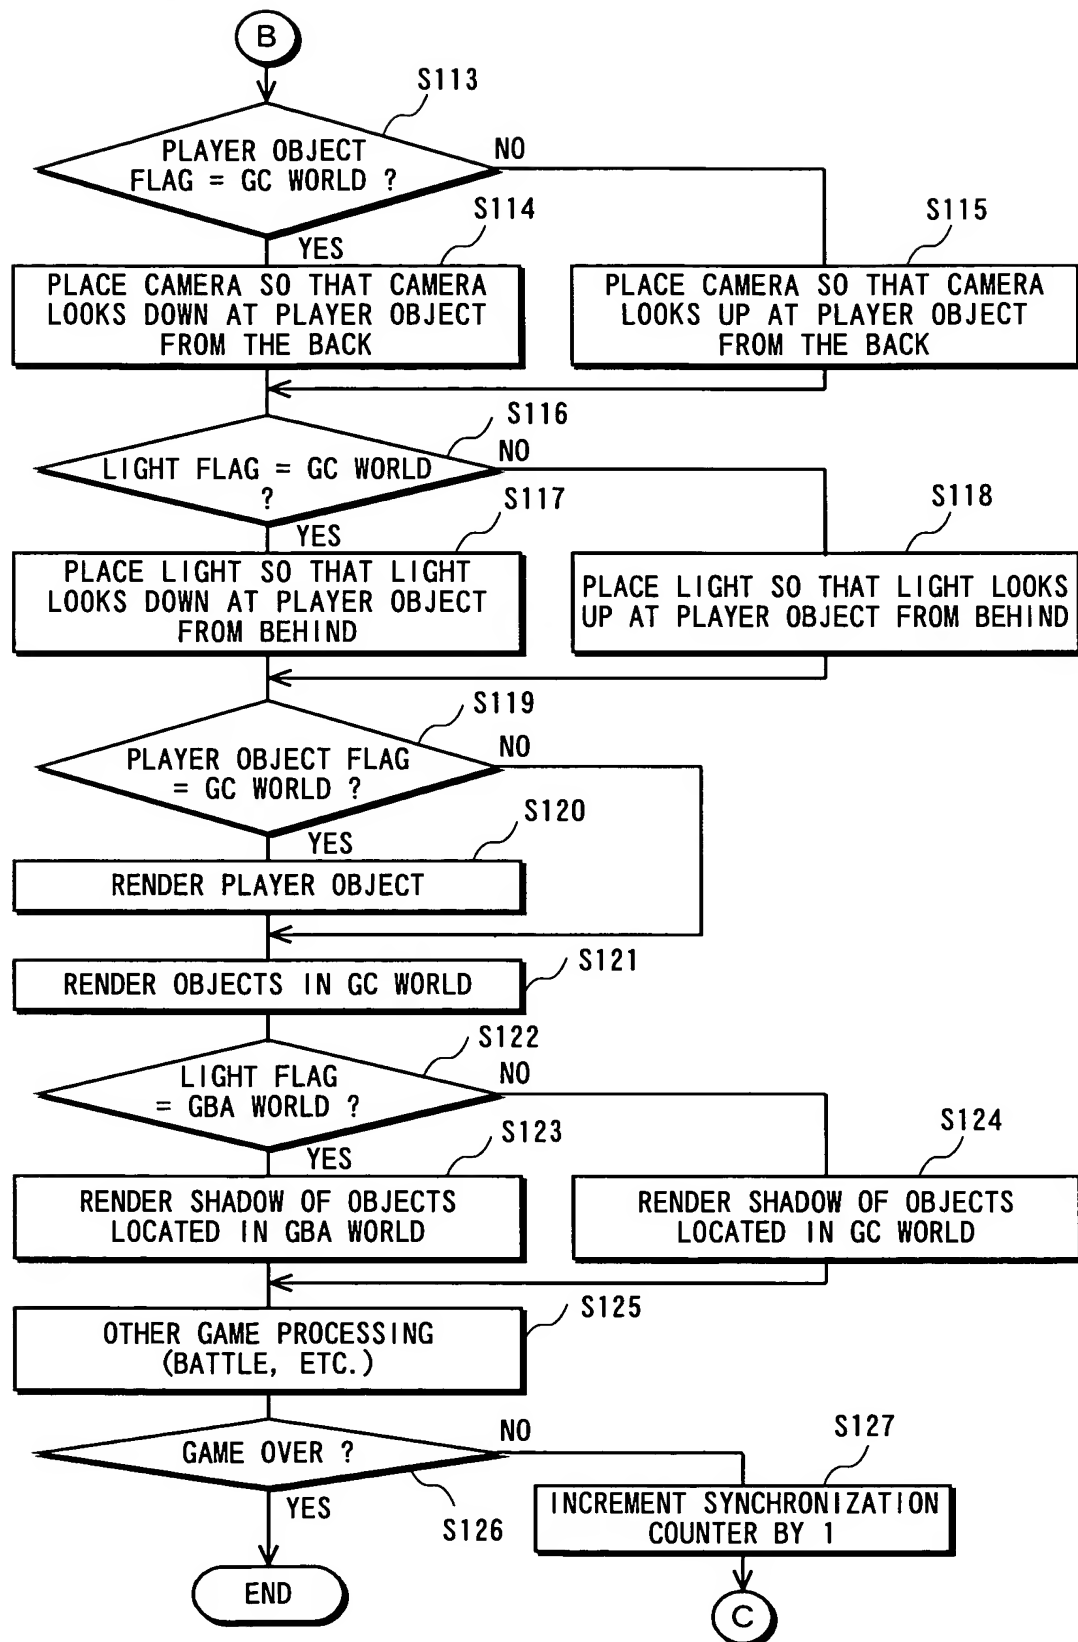 B
S113
PLAYER OBJECT
FLAG = GC WORLD ?
NO
YES
S114
PLACE CAMERA SO THAT CAMERA
LOOKS DOWN AT PLAYER OBJECT
FROM THE BACK
S115
PLACE CAMERA SO THAT CAMERA
LOOKS UP AT PLAYER OBJECT
FROM THE BACK
S116
LIGHT FLAG = GC WORLD
?
NO
YES
S117
PLACE LIGHT SO THAT LIGHT
LOOKS DOWN AT PLAYER OBJECT
FROM BEHIND
S118
PLACE LIGHT SO THAT LIGHT LOOKS
UP AT PLAYER OBJECT FROM BEHIND
S119
PLAYER OBJECT FLAG
= GC WORLD ?
NO
YES
S120
RENDER PLAYER OBJECT
S121
RENDER OBJECTS IN GC WORLD
S122
LIGHT FLAG
= GBA WORLD ?
NO
YES
S123
RENDER SHADOW OF OBJECTS
LOCATED IN GBA WORLD
S124
RENDER SHADOW OF OBJECTS
LOCATED IN GC WORLD
S125
OTHER GAME PROCESSING
(BATTLE, ETC.)
GAME OVER ?
NO
YES
S126
S127
INCREMENT SYNCHRONIZATION
COUNTER BY 1
END
C